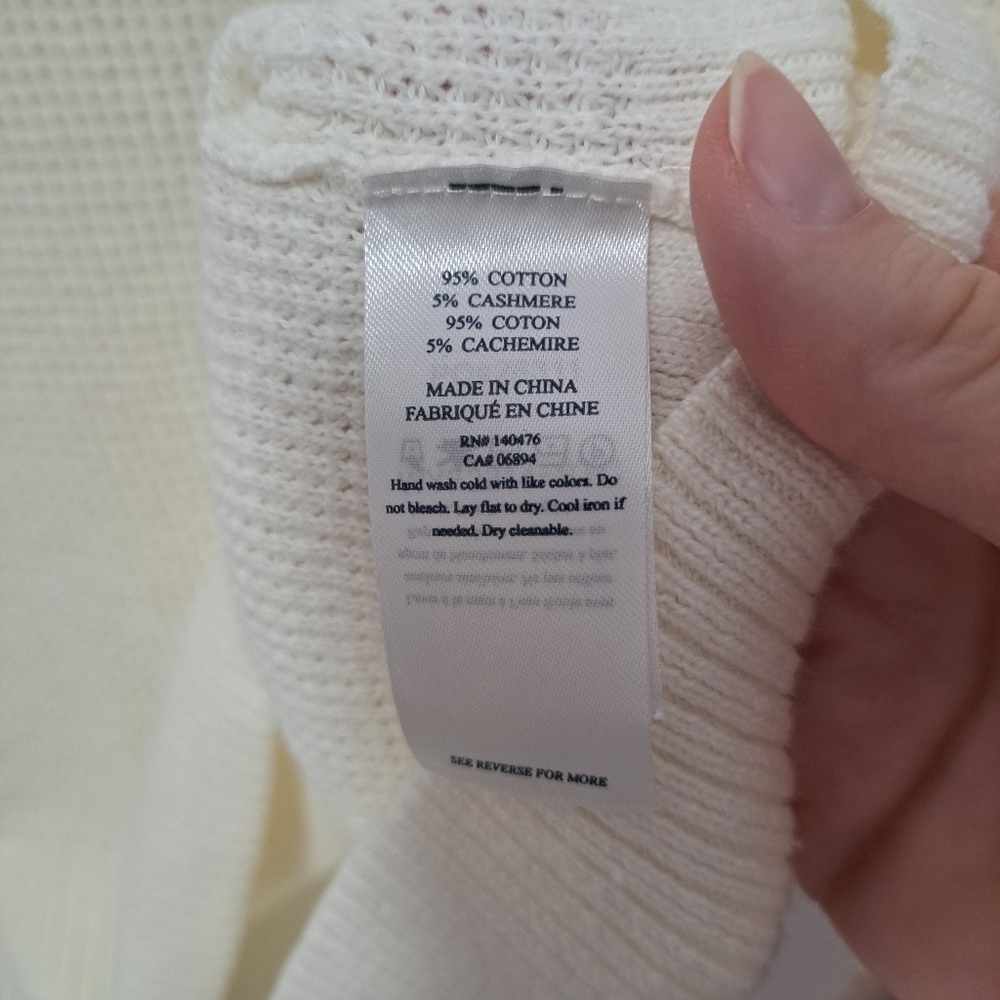 95% COTTON
5% CASHMERE
95% COTON
5% CACHEMIRE
MADE IN CHINA
FABRIQUÉ EN CHINE
RN# 140476
CA# 06894
Hand wash cold with like colors. Do
not bleach. Lay flat to dry. Cool iron if
needed. Dry cleanable.
SEE REVERSE FOR MORE